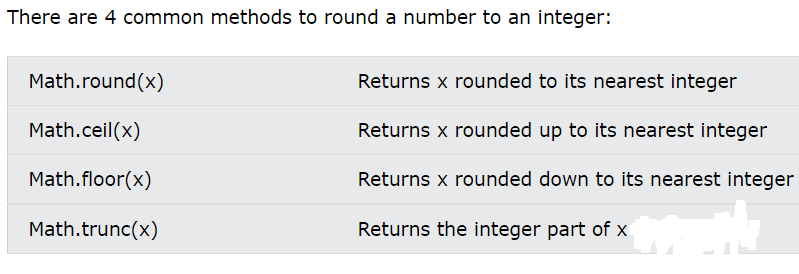 There are 4 common methods to round a number to an integer:
Math.round(x) Returns x rounded to its nearest integer
Math.ceil(x) Returns x rounded up to its nearest integer
Math.floor(x) Returns x rounded down to its nearest integer
Math.trunc(x) Returns the integer part of x